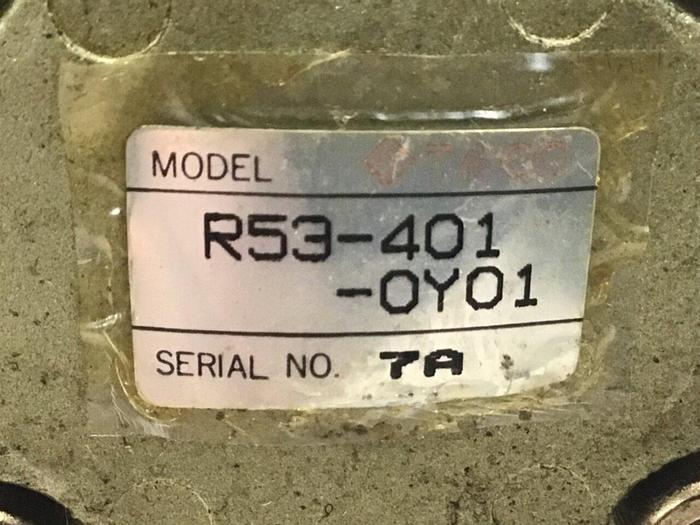 MODEL
R53-401
-0Y01
SERIAL NO. 7A